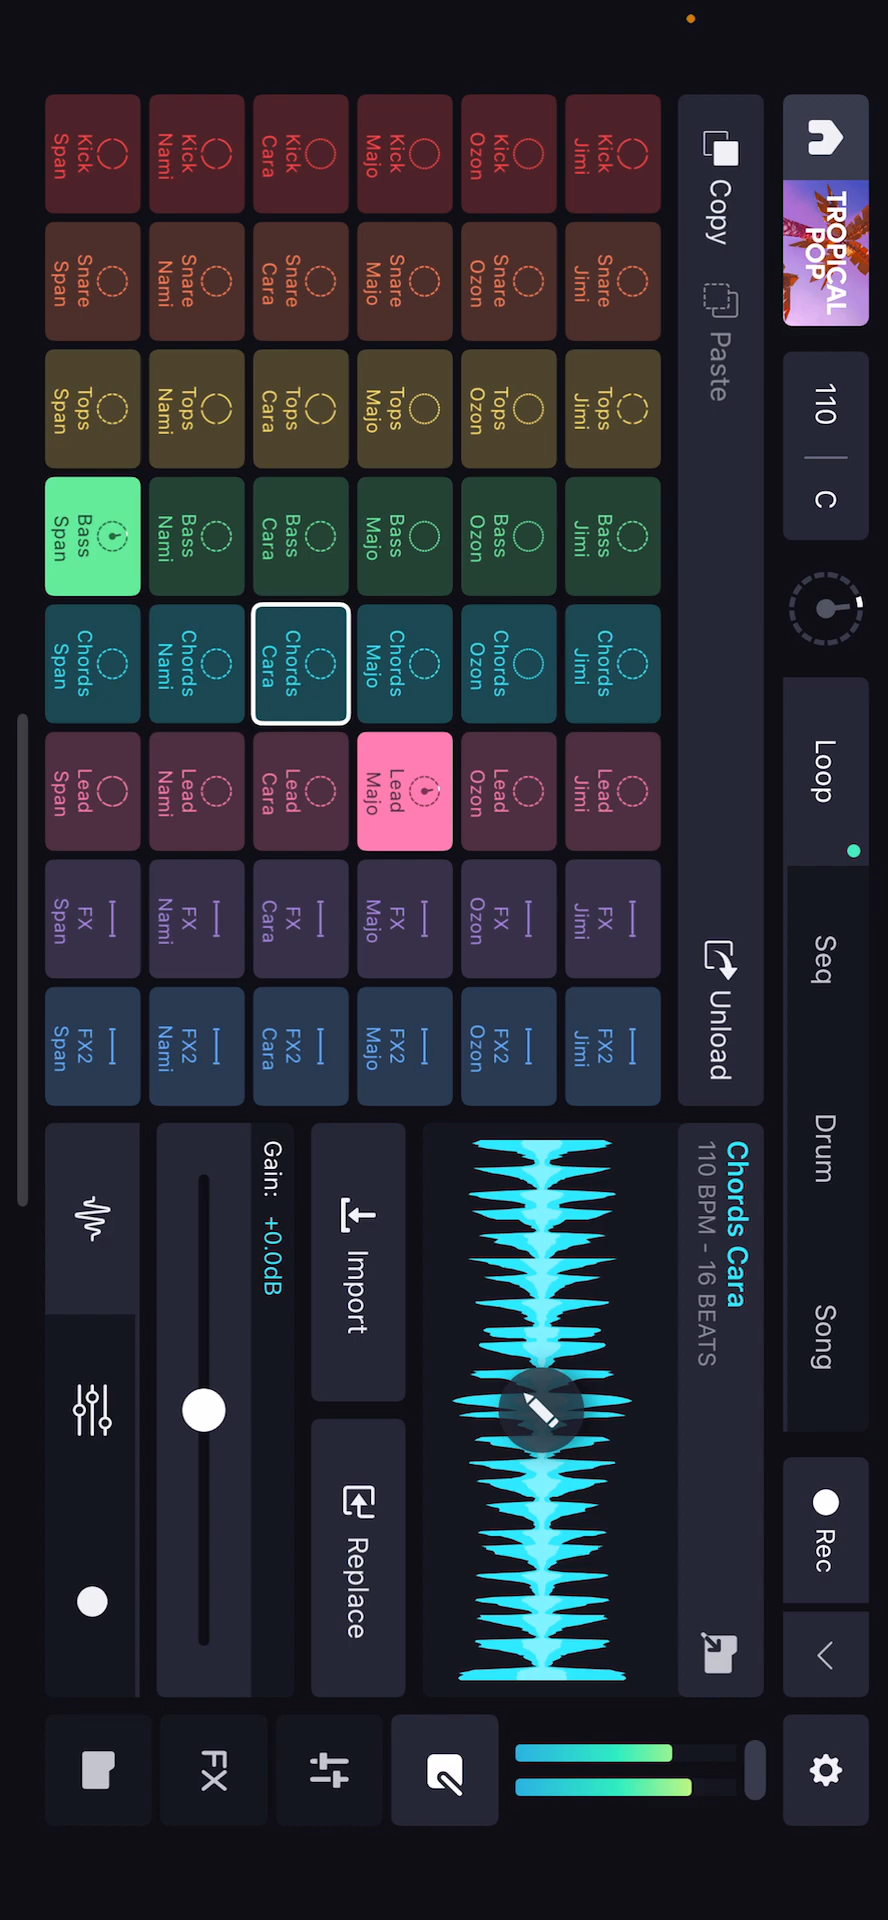 TROPICAL
POP
110
C
Loop
Seq
Drum
Song
Rec
Copy
Paste
Unload
Kick
Jimi
Snare
Jimi
Tops
Jimi
Bass
Jimi
Chords
Jimi
Lead
Jimi
FX
Jimi
FX2
Jimi
Kick
Ozon
Snare
Ozon
Tops
Ozon
Bass
Ozon
Chords
Ozon
Lead
Ozon
FX
Ozon
FX2
Ozon
Kick
Majo
Snare
Majo
Tops
Majo
Bass
Majo
Chords
Majo
Lead
Majo
FX
Majo
FX2
Majo
Kick
Cara
Snare
Cara
Tops
Cara
Bass
Cara
Chords
Cara
Lead
Cara
FX
Cara
FX2
Cara
Kick
Nami
Snare
Nami
Tops
Nami
Bass
Nami
Chords
Nami
Lead
Nami
FX
Nami
FX2
Nami
Kick
Span
Snare
Span
Tops
Span
Bass
Span
Chords
Span
Lead
Span
FX
Span
FX2
Span
Chords Cara
110 BPM - 16 BEATS
Import
Replace
Gain: +0.0dB
FX